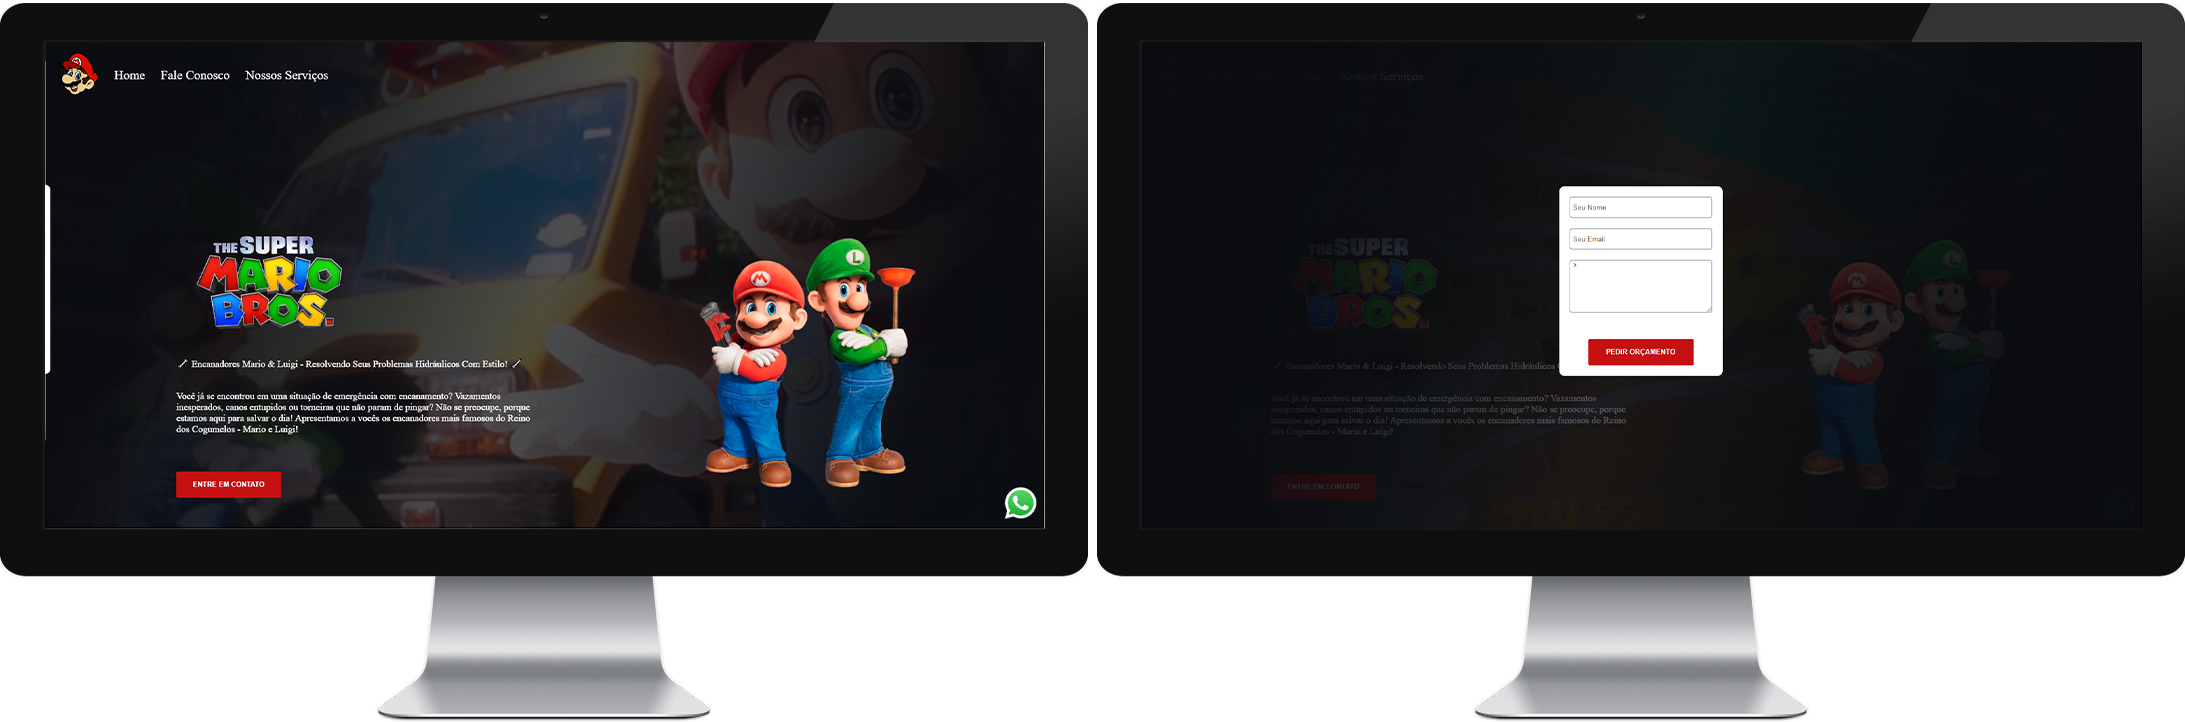 Home Fale Conosco Nossos Serviços
THE SUPER
MARIO
BROS.
Encanadores Mario & Luigi - Resolvendo Seus Problemas Hidráulicos Com Estilo!
Você já se encontrou em uma situação de emergência com encanamento? Vazamentos
inesperados, canos entupidos ou torneiras que não param de pingar? Não se preocupe, porque
estamos aqui para salvar o dia! Apresentamos a vocês os encanadores mais famosos do Reino
dos Cogumelos - Mario e Luigi!
ENTRE EM CONTATO
M
L
Nossos Serviços
THE SUPER
MARIO
BROS.
Encanadores Mario & Luigi - Resolvendo Seus Problemas Hidráulicos
Você já se encontrou em uma situação de emergência com encanamento? Vazamentos
inesperados, canos entupidos ou torneiras que não param de pingar? Não se preocupe, porque
estamos aqui para salvar o dia! Apresentamos a vocês os encanadores mais famosos do Reino
dos Cogumelos - Mario e Luigi!
ENTRE EM CONTATO
Seu Nome
Seu Email
>
PEDIR ORÇAMENTO
M
L
(917) 555